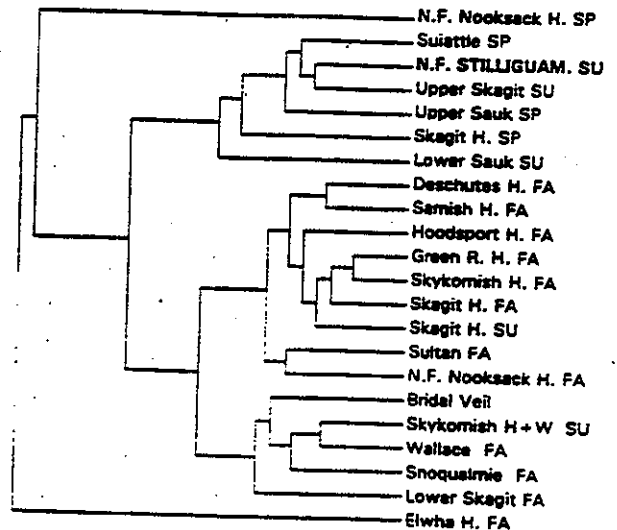 N.F. Nooksack H. SP
Suiattle SP
N.F. STILLIGUAM. SU
Upper Skagit SU
Upper Sauk SP
Skagit H. SP
Lower Sauk SU
Deschutes H. FA
Samish H. FA
Hoodsport H. FA
Green R. H. FA
Skykomish H. FA
Skagit H. FA
Skagit H. SU
Sultan FA
N.F. Nooksack H. FA
Bridal Veil
Skykomish H+W SU
Wallace FA
Snoqualmie FA
Lower Skagit FA
Elwha H. FA